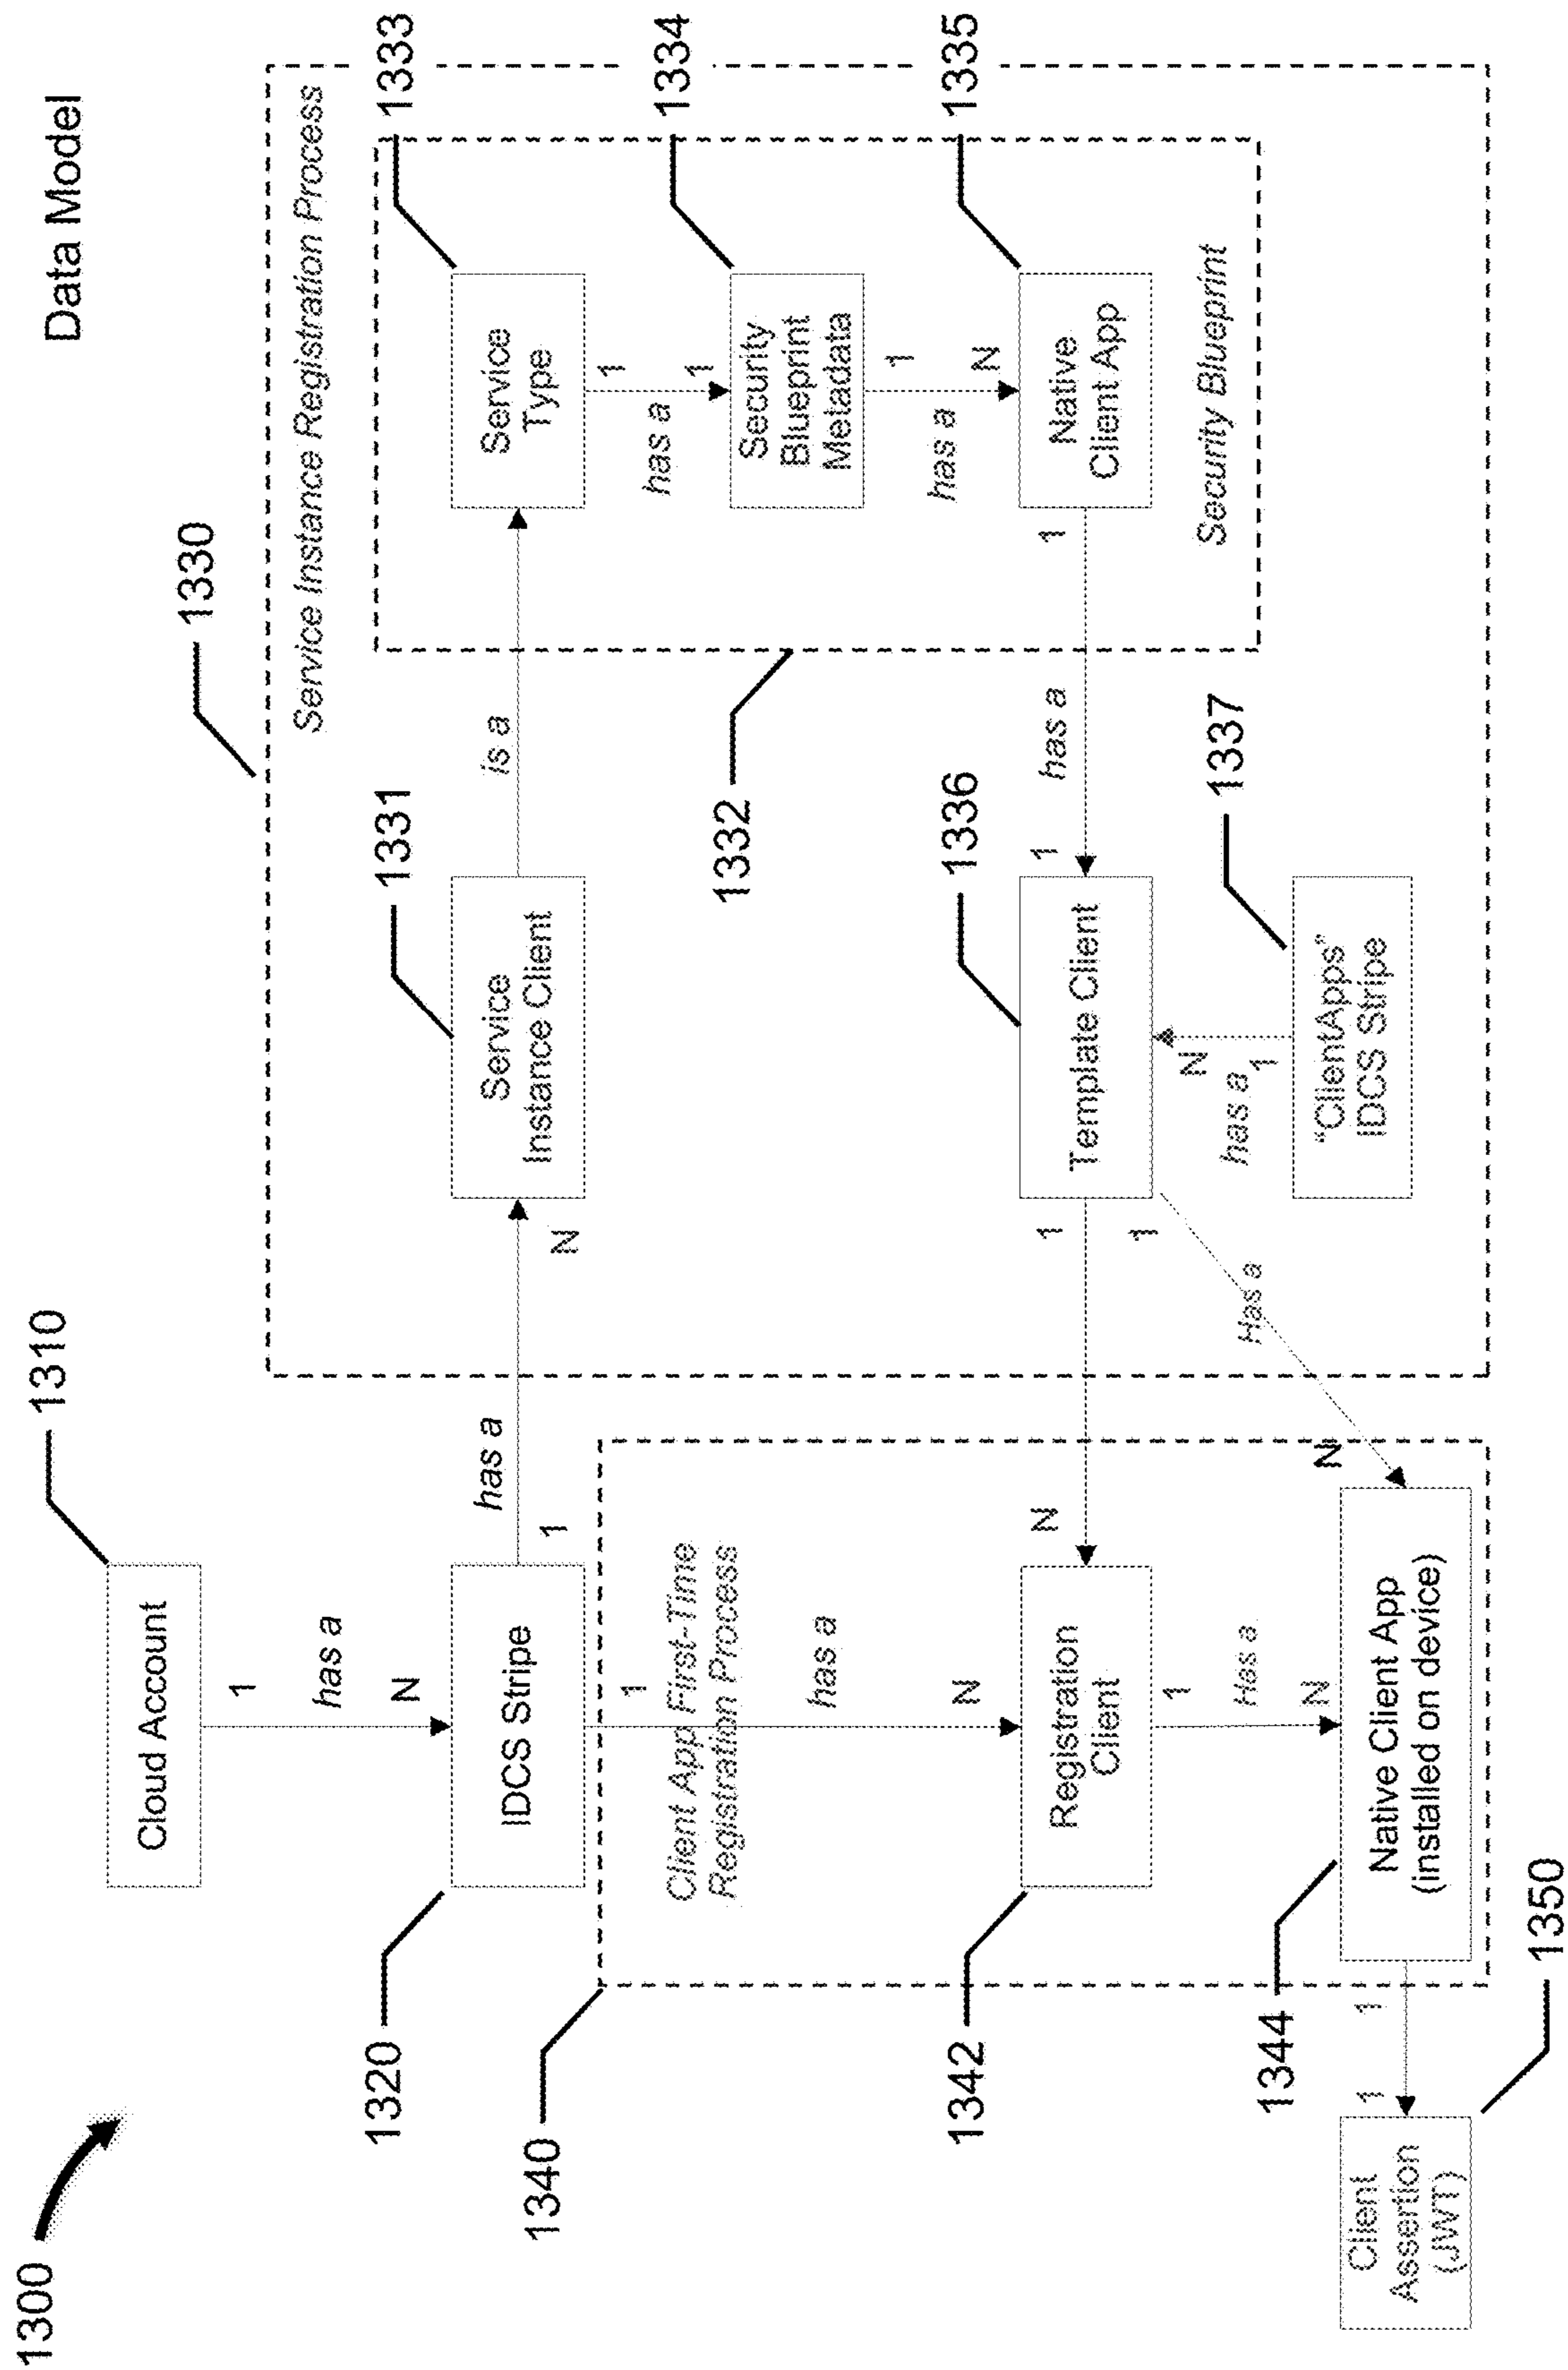 Data Model
1300
1310
Cloud Account
1
has a
N
1320
IDCS Stripe
1
has a
N
1330
Service Instance Registration Process
1331
Service
Instance Client
is a
1332
1333
Service
Type
1
has a
1
1334
Security
Blueprint
Metadata
1
has a
N
1335
Native
Client App
Security Blueprint
1
has a
1
1336
Template Client
N
has a
1
1337
"ClientApps"
IDCS Stripe
1
N
1
Has a
N
1340
Client App First-Time
Registration Process
1
has a
N
1342
Registration
Client
1
Has a
N
1344
Native Client App
(installed on device)
1
1
1350
Client
Assertion
(JWT)